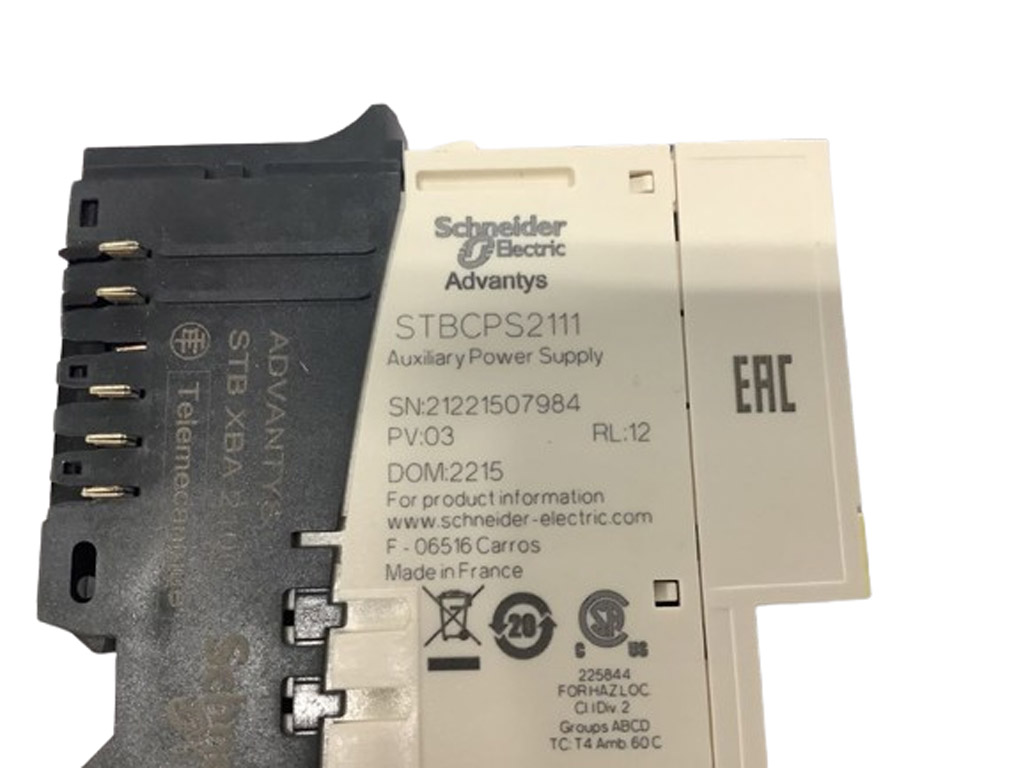 Schneider
Electric
Advantys
STBCPS2111
Auxiliary Power Supply
SN:21221507984
PV:03 RL:12
DOM:2215
For product information
www.schneider-electric.com
F - 06516 Carros
Made in France
20
SA
C US
225844
FOR HAZ LOC
Cl I Div. 2
Groups ABCD
TC: T4 Amb. 60 C
EAC
ADVANTYS
STB XBA
Telemecanique